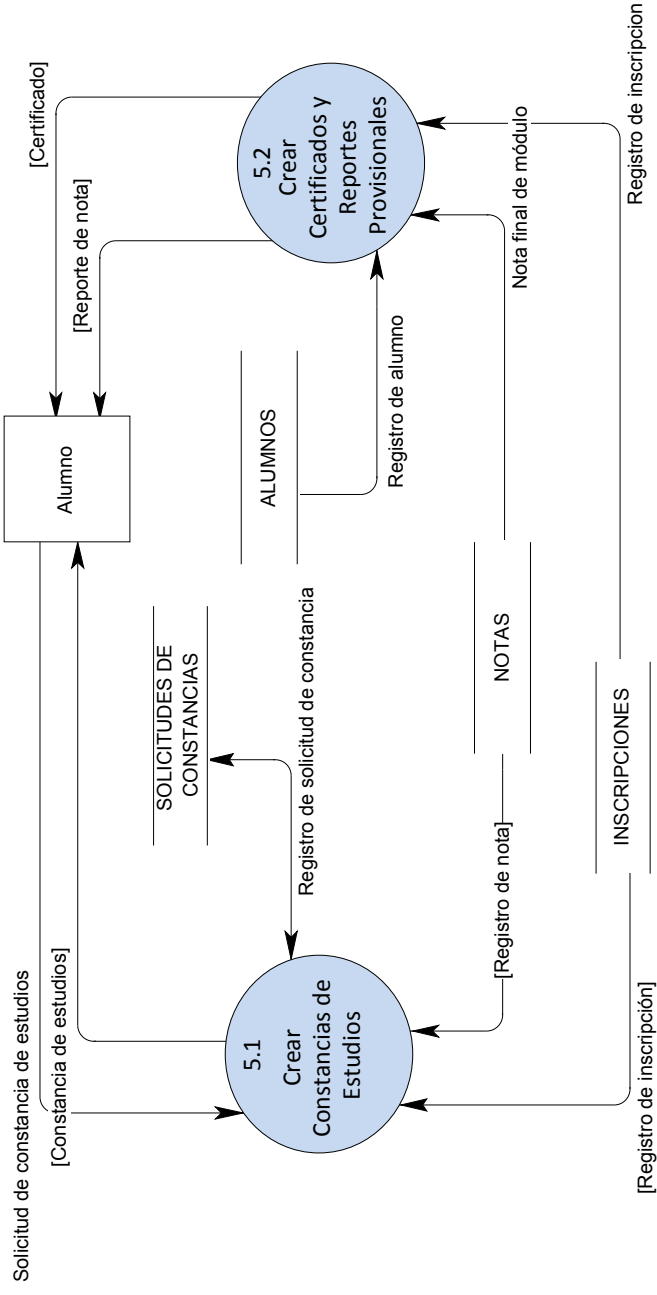 Solicitud de constancia de estudios
[Constancia de estudios]
Alumno
[Certificado]
[Reporte de nota]
SOLICITUDES DE
CONSTANCIAS
ALUMNOS
5.1
Crear
Constancias de
Estudios
5.2
Crear
Certificados y
Reportes
Provisionales
Registro de solicitud de constancia
Registro de alumno
NOTAS
[Registro de nota]
Nota final de módulo
INSCRIPCIONES
[Registro de inscripción]
Registro de inscripcion